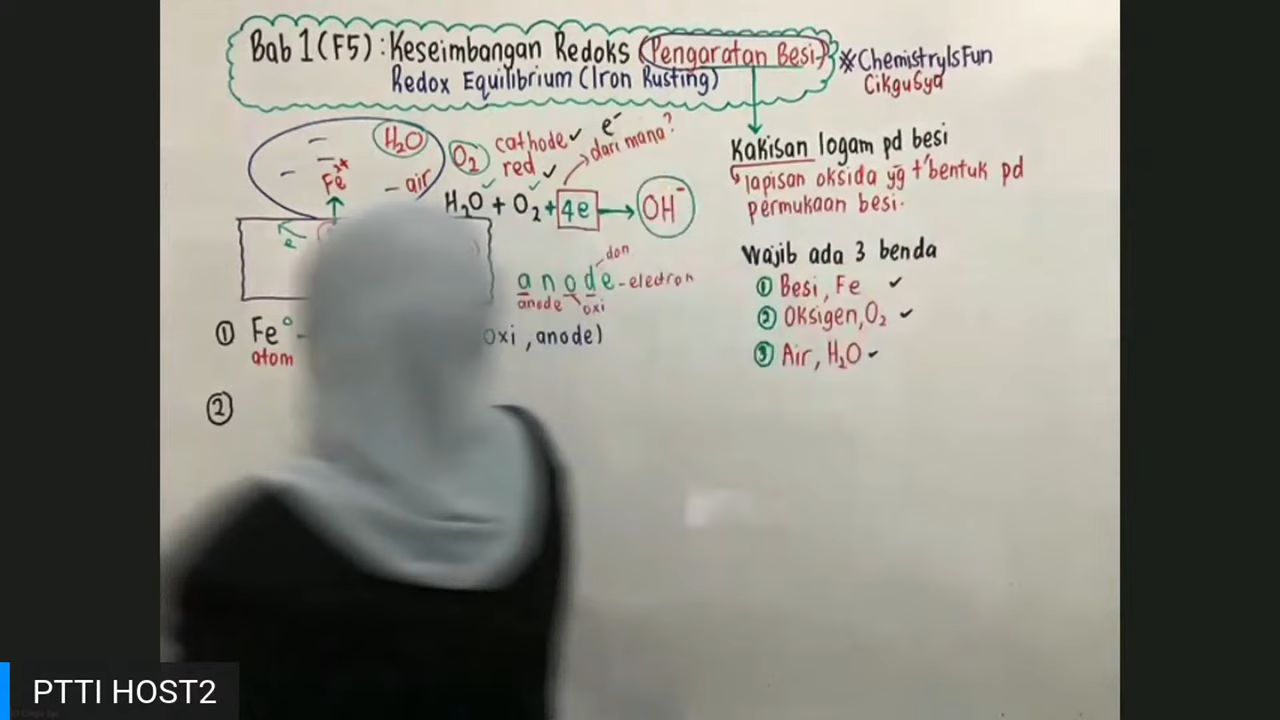 Bab 1 (F5) : Keseimbangan Redoks (Pengaratan Besi)
Redox Equilibrium (Iron Rusting)
*ChemistryIsFun
CikguSya
H₂O
O₂
cathode ✓
red ✓
e⁻
dari mana?
Fe²⁺
- air
H₂O + O₂ + 4e → OH⁻
e
don
anode - electron
anode
oxi
① Fe⁰
oxi , anode)
atom
②
Kakisan logam pd besi
lapisan oksida yg t'bentuk pd
permukaan besi.
Wajib ada 3 benda
① Besi , Fe ✓
② Oksigen, O₂ ✓
③ Air, H₂O ✓
PTTI HOST2